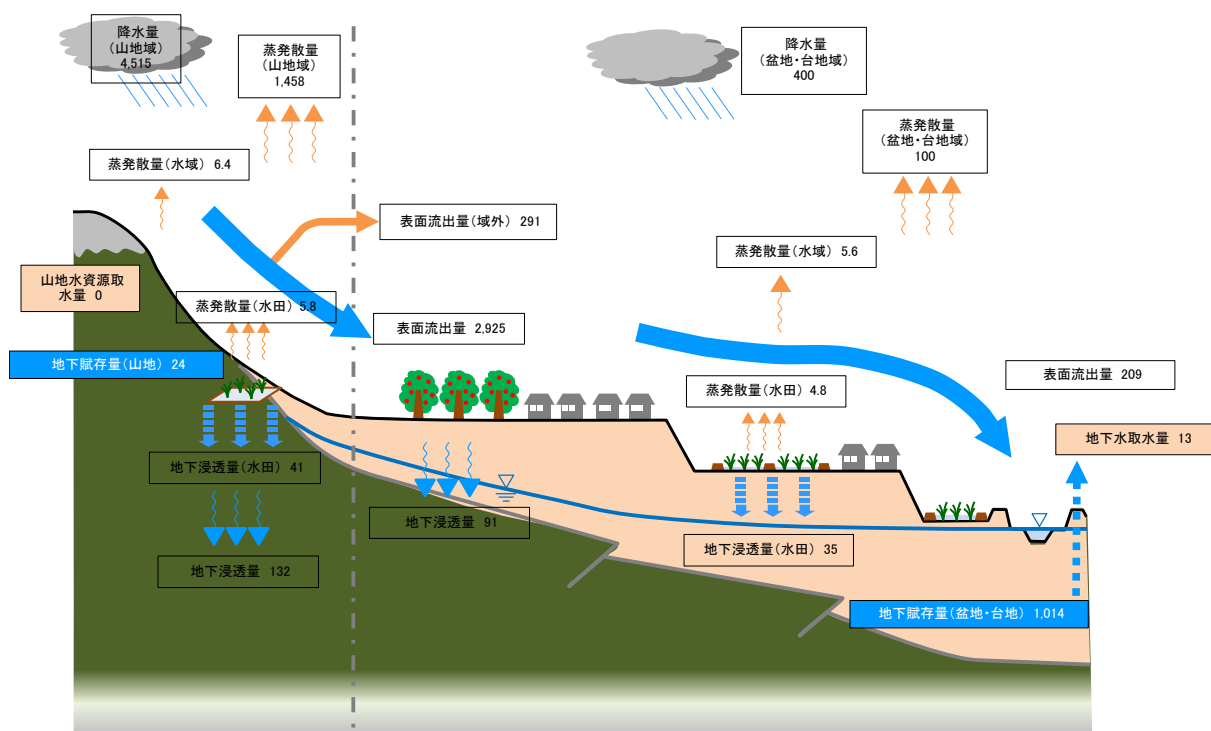 降水量
(山地域)
4,515
蒸発散量
(山地域)
1,458
降水量
(盆地・台地域)
400
蒸発散量
(盆地・台地域)
100
蒸発散量(水域) 6.4
表面流出量(域外) 291
蒸発散量(水域) 5.6
山地水資源取
水量 0
蒸発散量(水田) 5.8
表面流出量 2,925
地下賦存量(山地) 24
表面流出量 209
蒸発散量(水田) 4.8
地下水取水量 13
地下浸透量(水田) 41
地下浸透量 91
地下浸透量(水田) 35
地下浸透量 132
地下賦存量(盆地・台地) 1,014